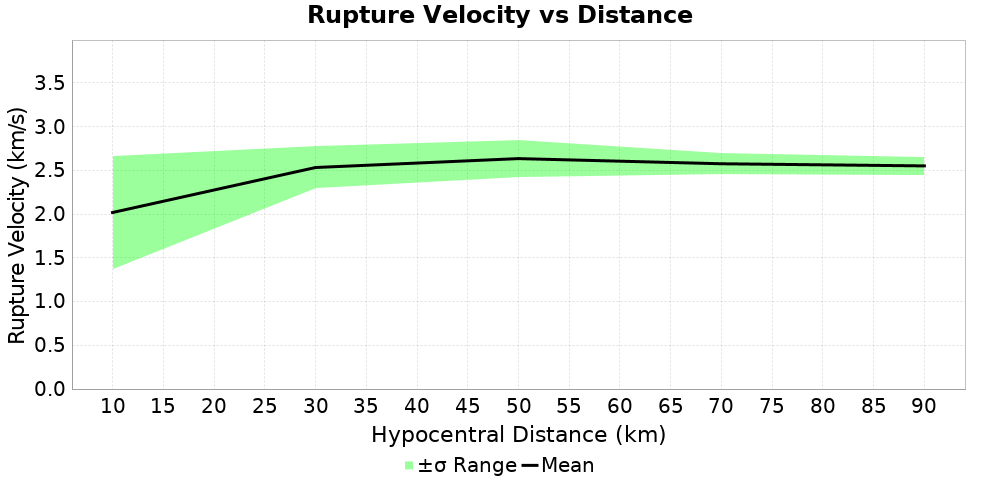 Rupture Velocity vs Distance
Rupture Velocity (km/s)
3.5
3.0
2.5
2.0
1.5
1.0
0.5
0.0
10 15 20 25 30 35 40 45 50 55 60 65 70 75 80 85 90
Hypocentral Distance (km)
±σ Range Mean